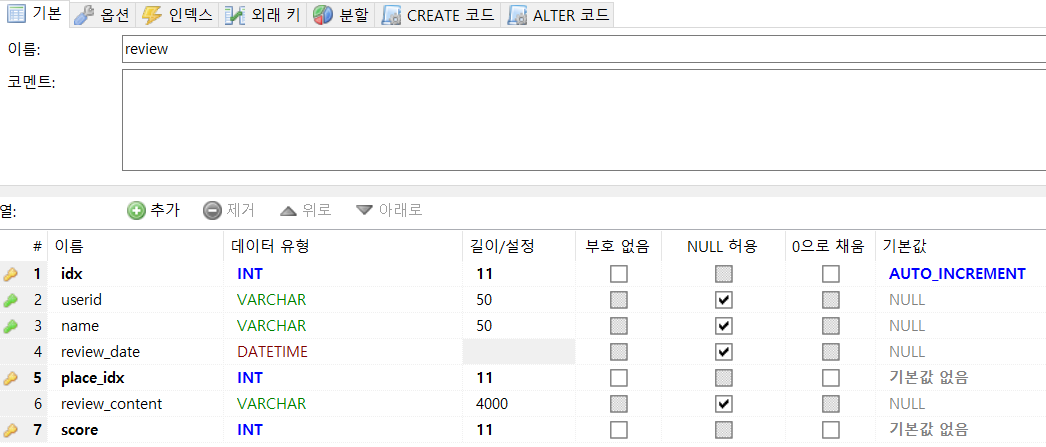 기본 옵션 인덱스 외래 키 분할 CREATE 코드 ALTER 코드
이름: review
코멘트:
열: 추가 제거 위로 아래로
# 이름 데이터 유형 길이/설정 부호 없음 NULL 허용 0으로 채움 기본값
1 idx INT 11 AUTO_INCREMENT
2 userid VARCHAR 50 NULL
3 name VARCHAR 50 NULL
4 review_date DATETIME NULL
5 place_idx INT 11 기본값 없음
6 review_content VARCHAR 4000 NULL
7 score INT 11 기본값 없음